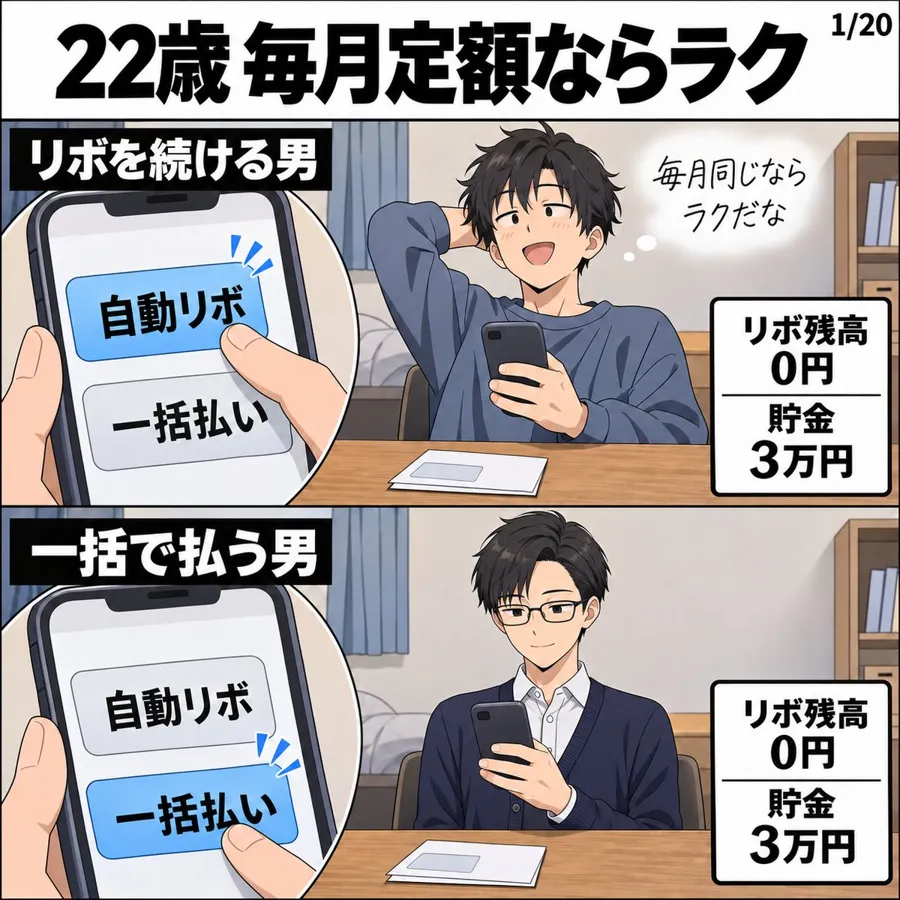 22歳 毎月定額ならラク
1/20
リボを続ける男
自動リボ
一括払い
毎月同じなら
ラクだな
リボ残高
0円
貯金
3万円
一括で払う男
自動リボ
一括払い
リボ残高
0円
貯金
3万円